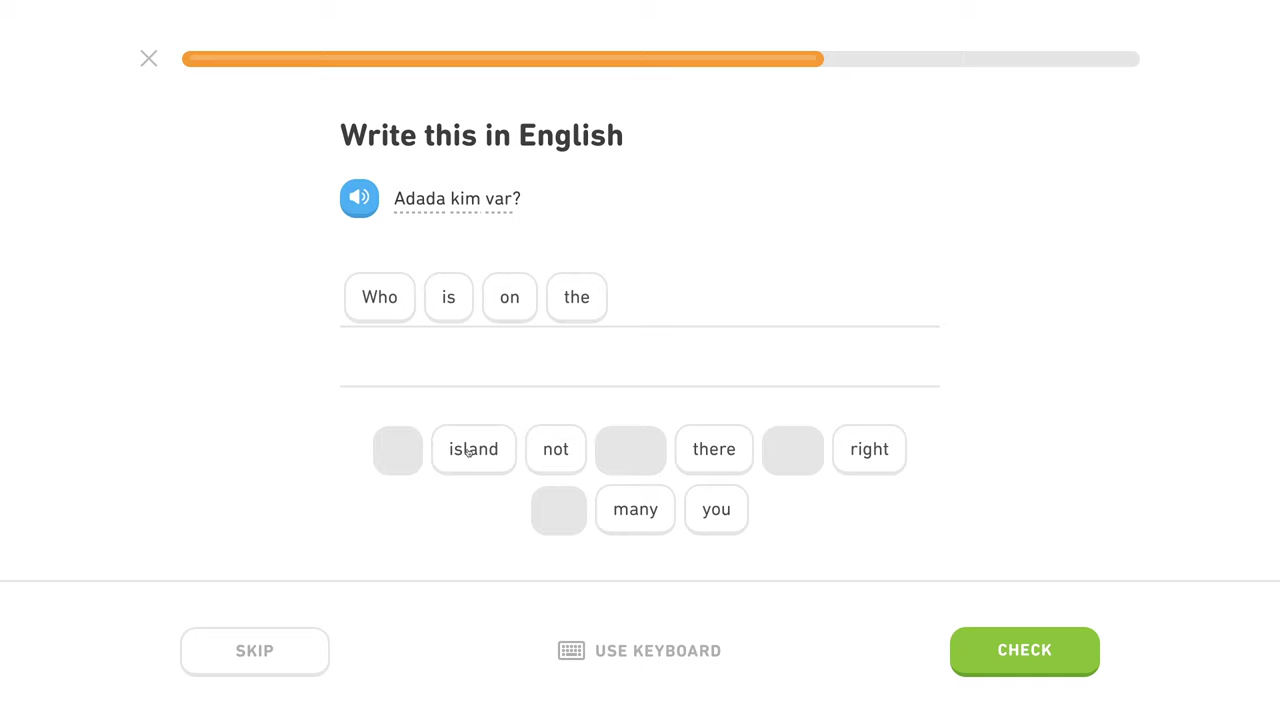 Write this in English
Adada kim var?
Who is on the
island not there right
many you
SKIP USE KEYBOARD CHECK